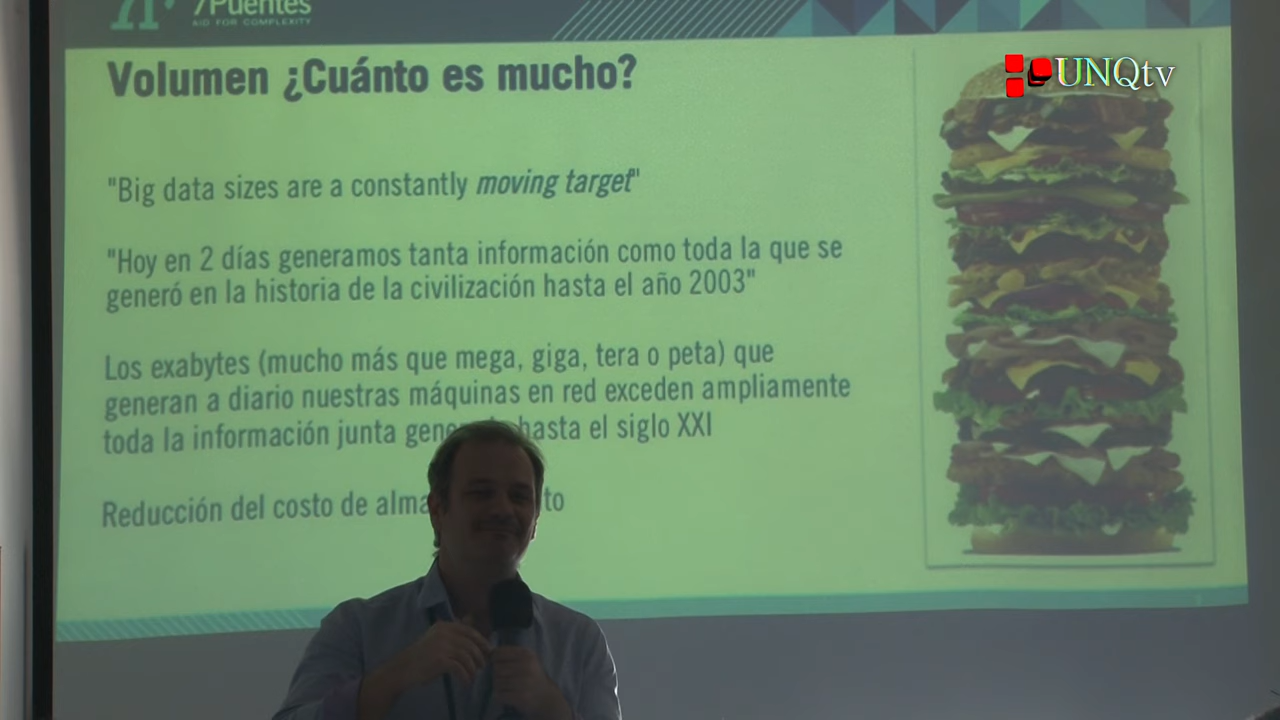 7Puentes
AID FOR COMPLEXITY
UNQtv
Volumen ¿Cuánto es mucho?
"Big data sizes are a constantly moving target"
"Hoy en 2 días generamos tanta información como toda la que se
generó en la historia de la civilización hasta el año 2003"
Los exabytes (mucho más que mega, giga, tera o peta) que
generan a diario nuestras máquinas en red exceden ampliamente
toda la información junta hasta el siglo XXI
Reducción del costo de